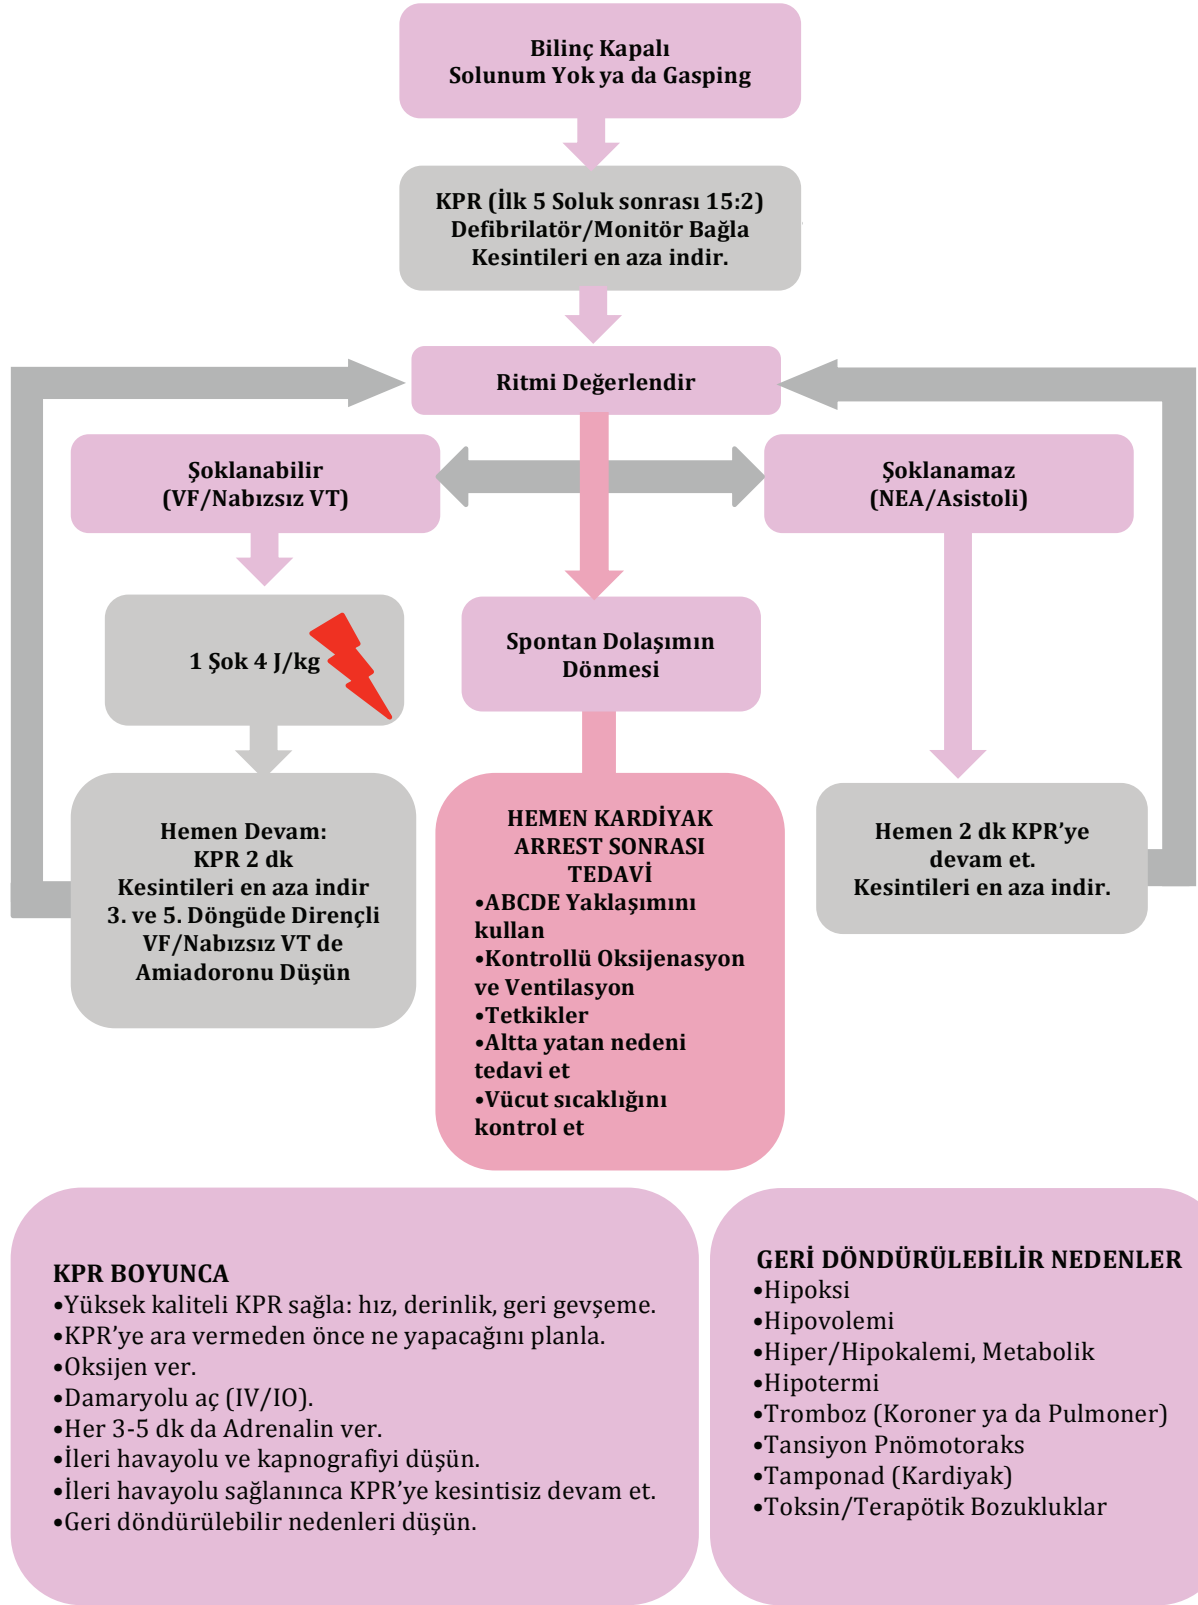 Bilinç Kapalı
Solunum Yok ya da Gasping
KPR (İlk 5 Soluk sonrası 15:2)
Defibrilatör/Monitör Bağla
Kesintileri en aza indir.
Ritmi Değerlendir
Şoklanabilir
(VF/Nabızsız VT)
Şoklanamaz
(NEA/Asistoli)
1 Şok 4 J/kg
Spontan Dolaşımın
Dönmesi
Hemen Devam:
KPR 2 dk
Kesintileri en aza indir
3. ve 5. Döngüde Dirençli
VF/Nabızsız VT de
Amiadoronu Düşün
HEMEN KARDİYAK
ARREST SONRASI
TEDAVİ
•ABCDE Yaklaşımını
kullan
•Kontrollü Oksijenasyon
ve Ventilasyon
•Tetkikler
•Altta yatan nedeni
tedavi et
•Vücut sıcaklığını
kontrol et
Hemen 2 dk KPR’ye
devam et.
Kesintileri en aza indir.
KPR BOYUNCA
•Yüksek kaliteli KPR sağla: hız, derinlik, geri gevşeme.
•KPR’ye ara vermeden önce ne yapacağını planla.
•Oksijen ver.
•Damaryolu aç (IV/IO).
•Her 3-5 dk da Adrenalin ver.
•İleri havayolu ve kapnografiyi düşün.
•İleri havayolu sağlanınca KPR’ye kesintisiz devam et.
•Geri döndürülebilir nedenleri düşün.
GERİ DÖNDÜRÜLEBİLİR NEDENLER
•Hipoksi
•Hipovolemi
•Hiper/Hipokalemi, Metabolik
•Hipotermi
•Tromboz (Koroner ya da Pulmoner)
•Tansiyon Pnömotoraks
•Tamponad (Kardiyak)
•Toksin/Terapötik Bozukluklar